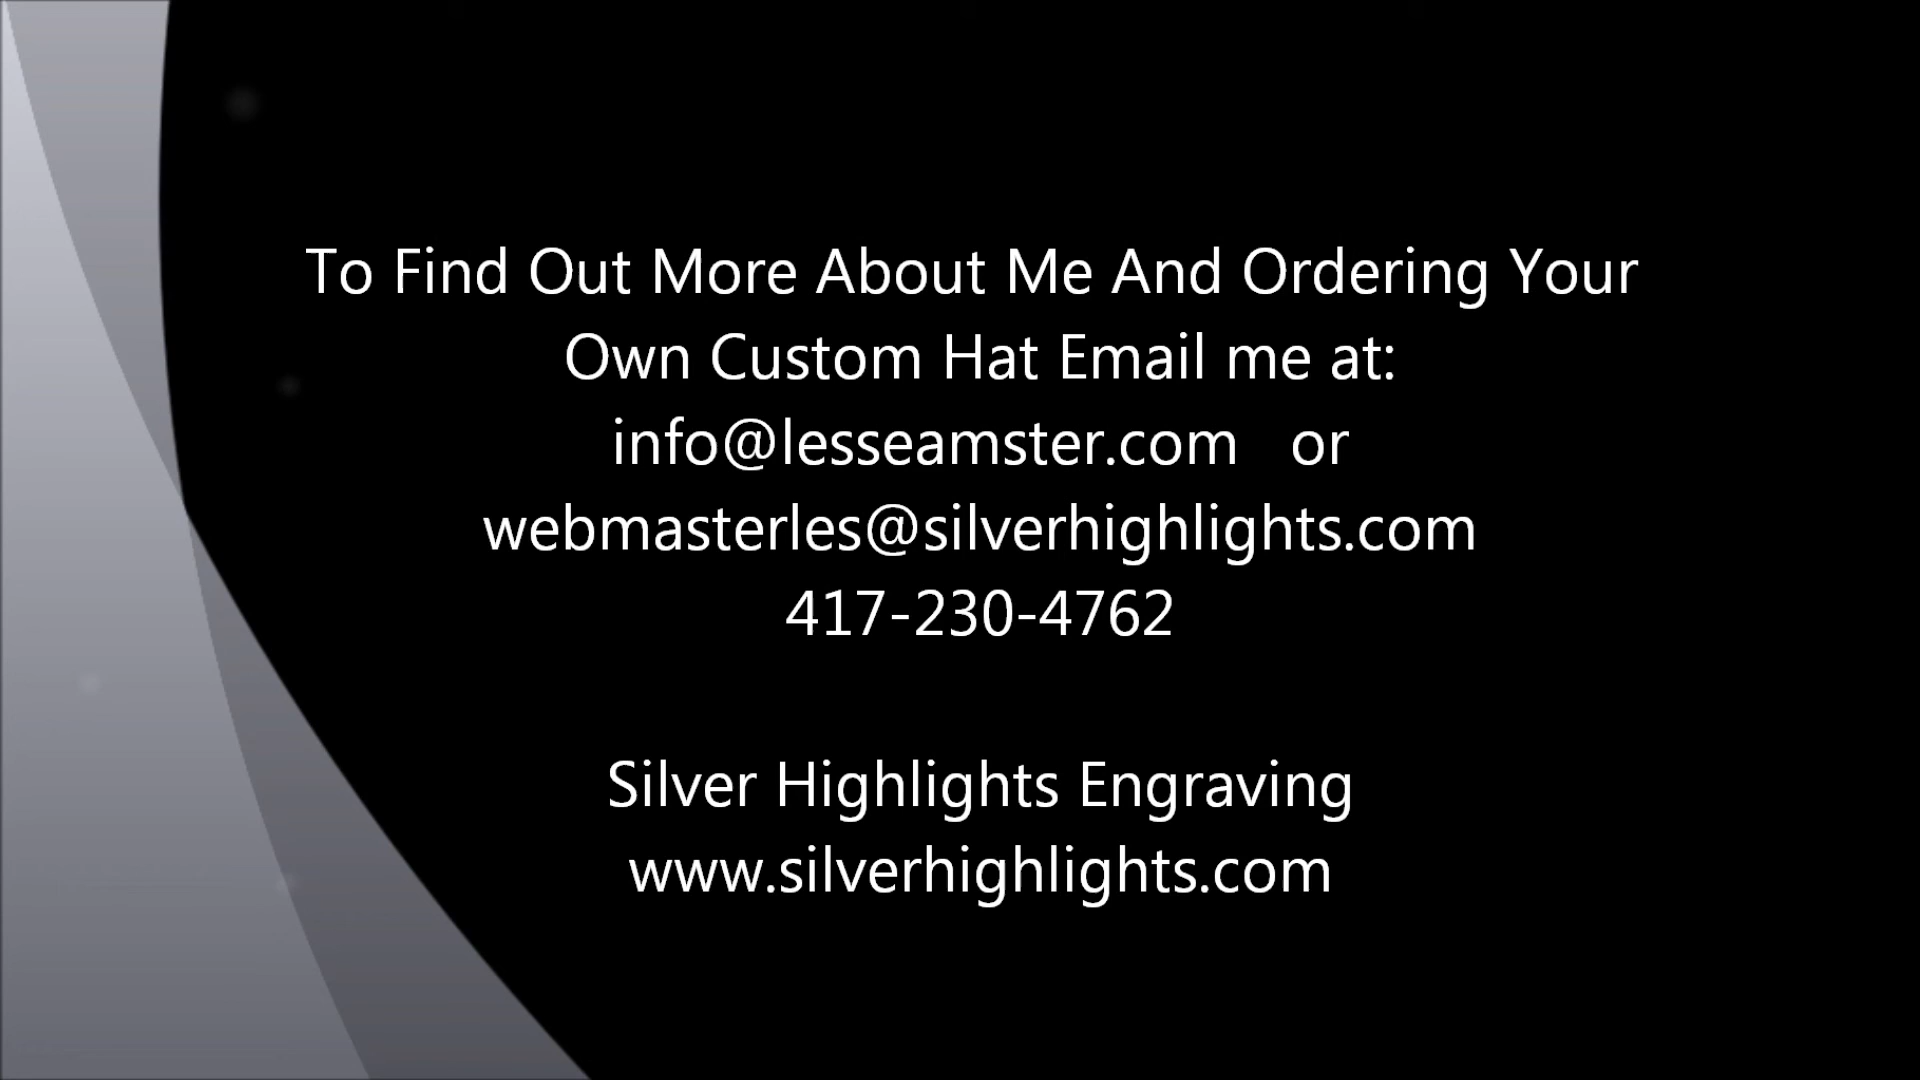 To Find Out More About Me And Ordering Your
Own Custom Hat Email me at:
info@lesseamster.com or
webmasterles@silverhighlights.com
417-230-4762
Silver Highlights Engraving
www.silverhighlights.com